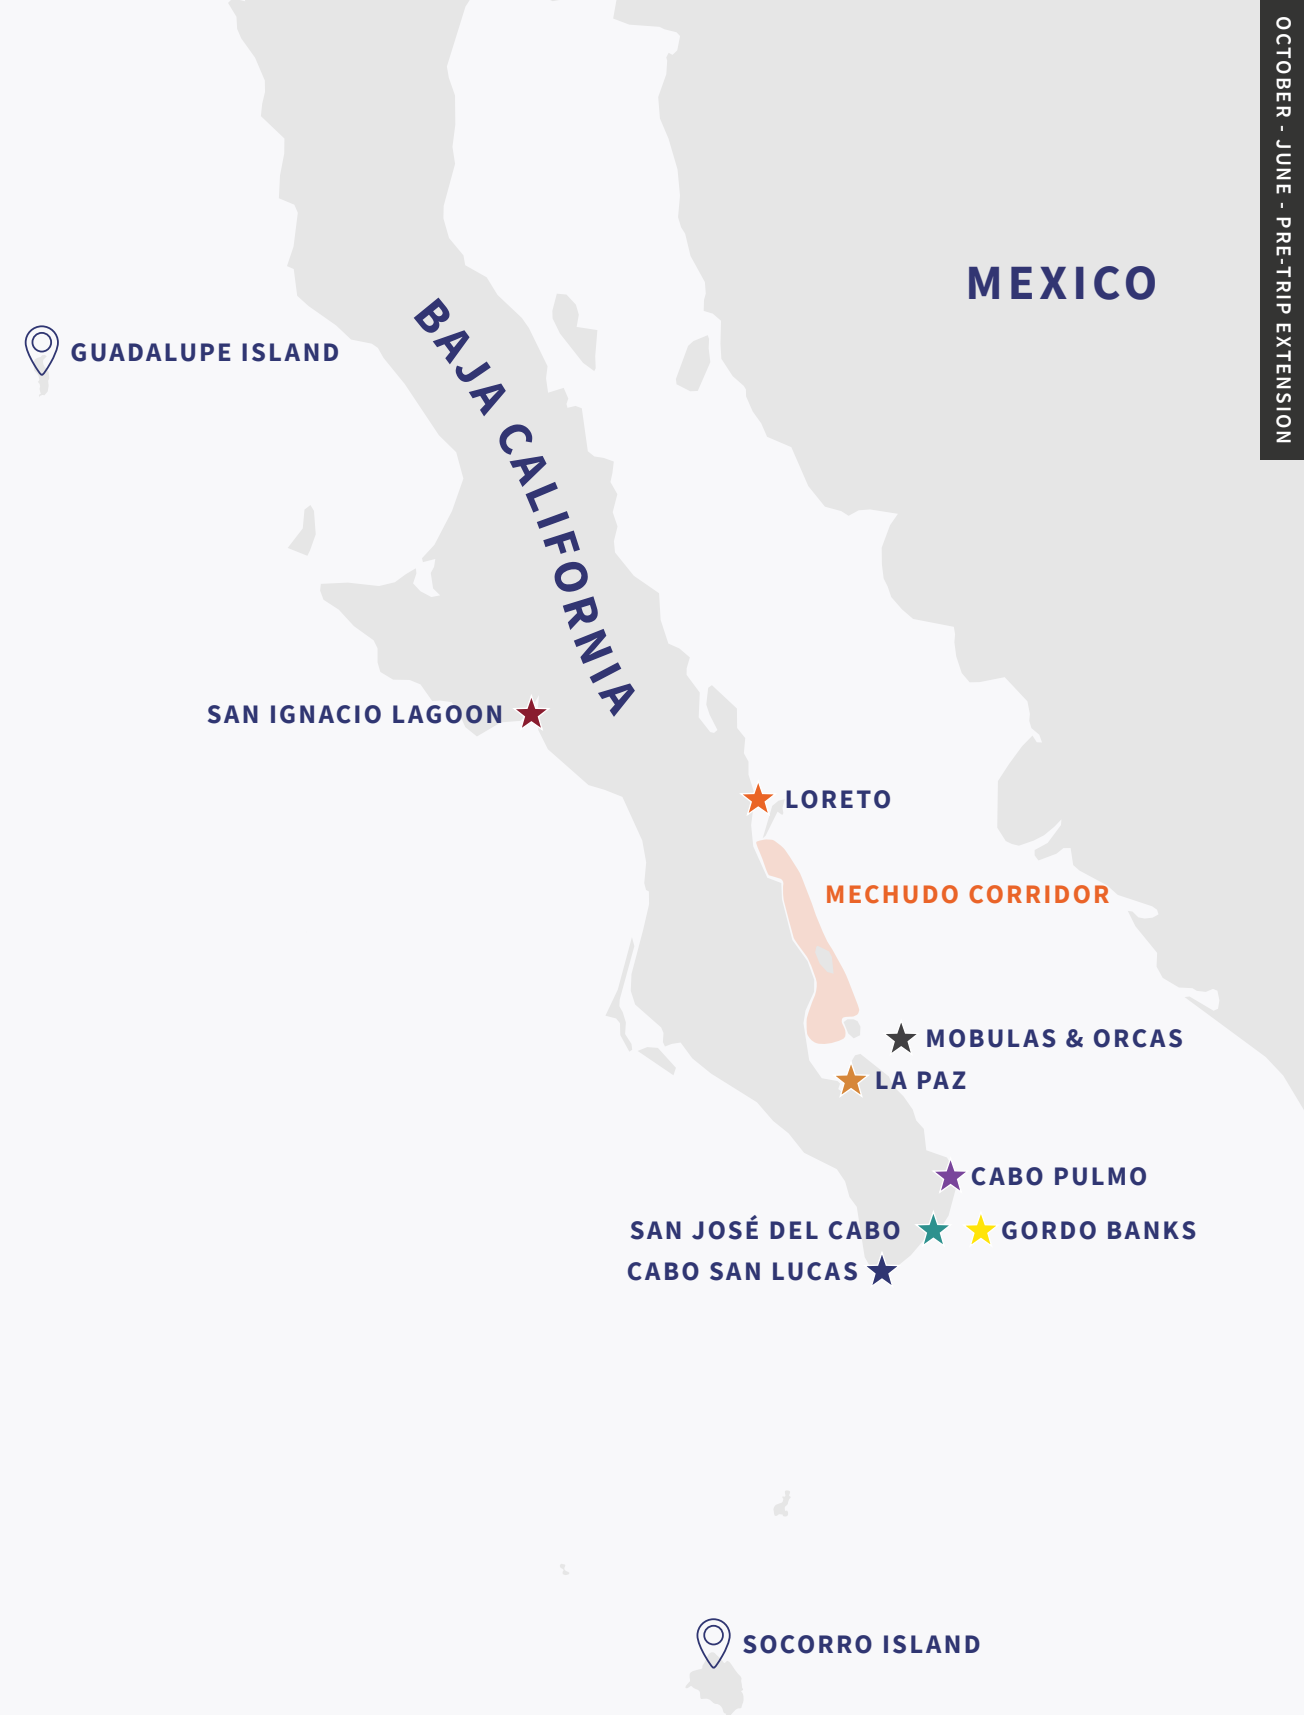 OCTOBER - JUNE - PRE-TRIP EXTENSION
MEXICO
BAJA CALIFORNIA
GUADALUPE ISLAND
SAN IGNACIO LAGOON
LORETO
MECHUDO CORRIDOR
MOBULAS & ORCAS
LA PAZ
CABO PULMO
SAN JOSÉ DEL CABO
GORDO BANKS
CABO SAN LUCAS
SOCORRO ISLAND